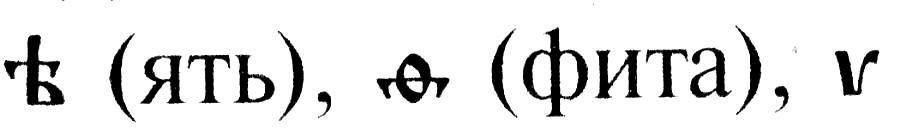 ѣ (ять), ѳ (фита), ѵ